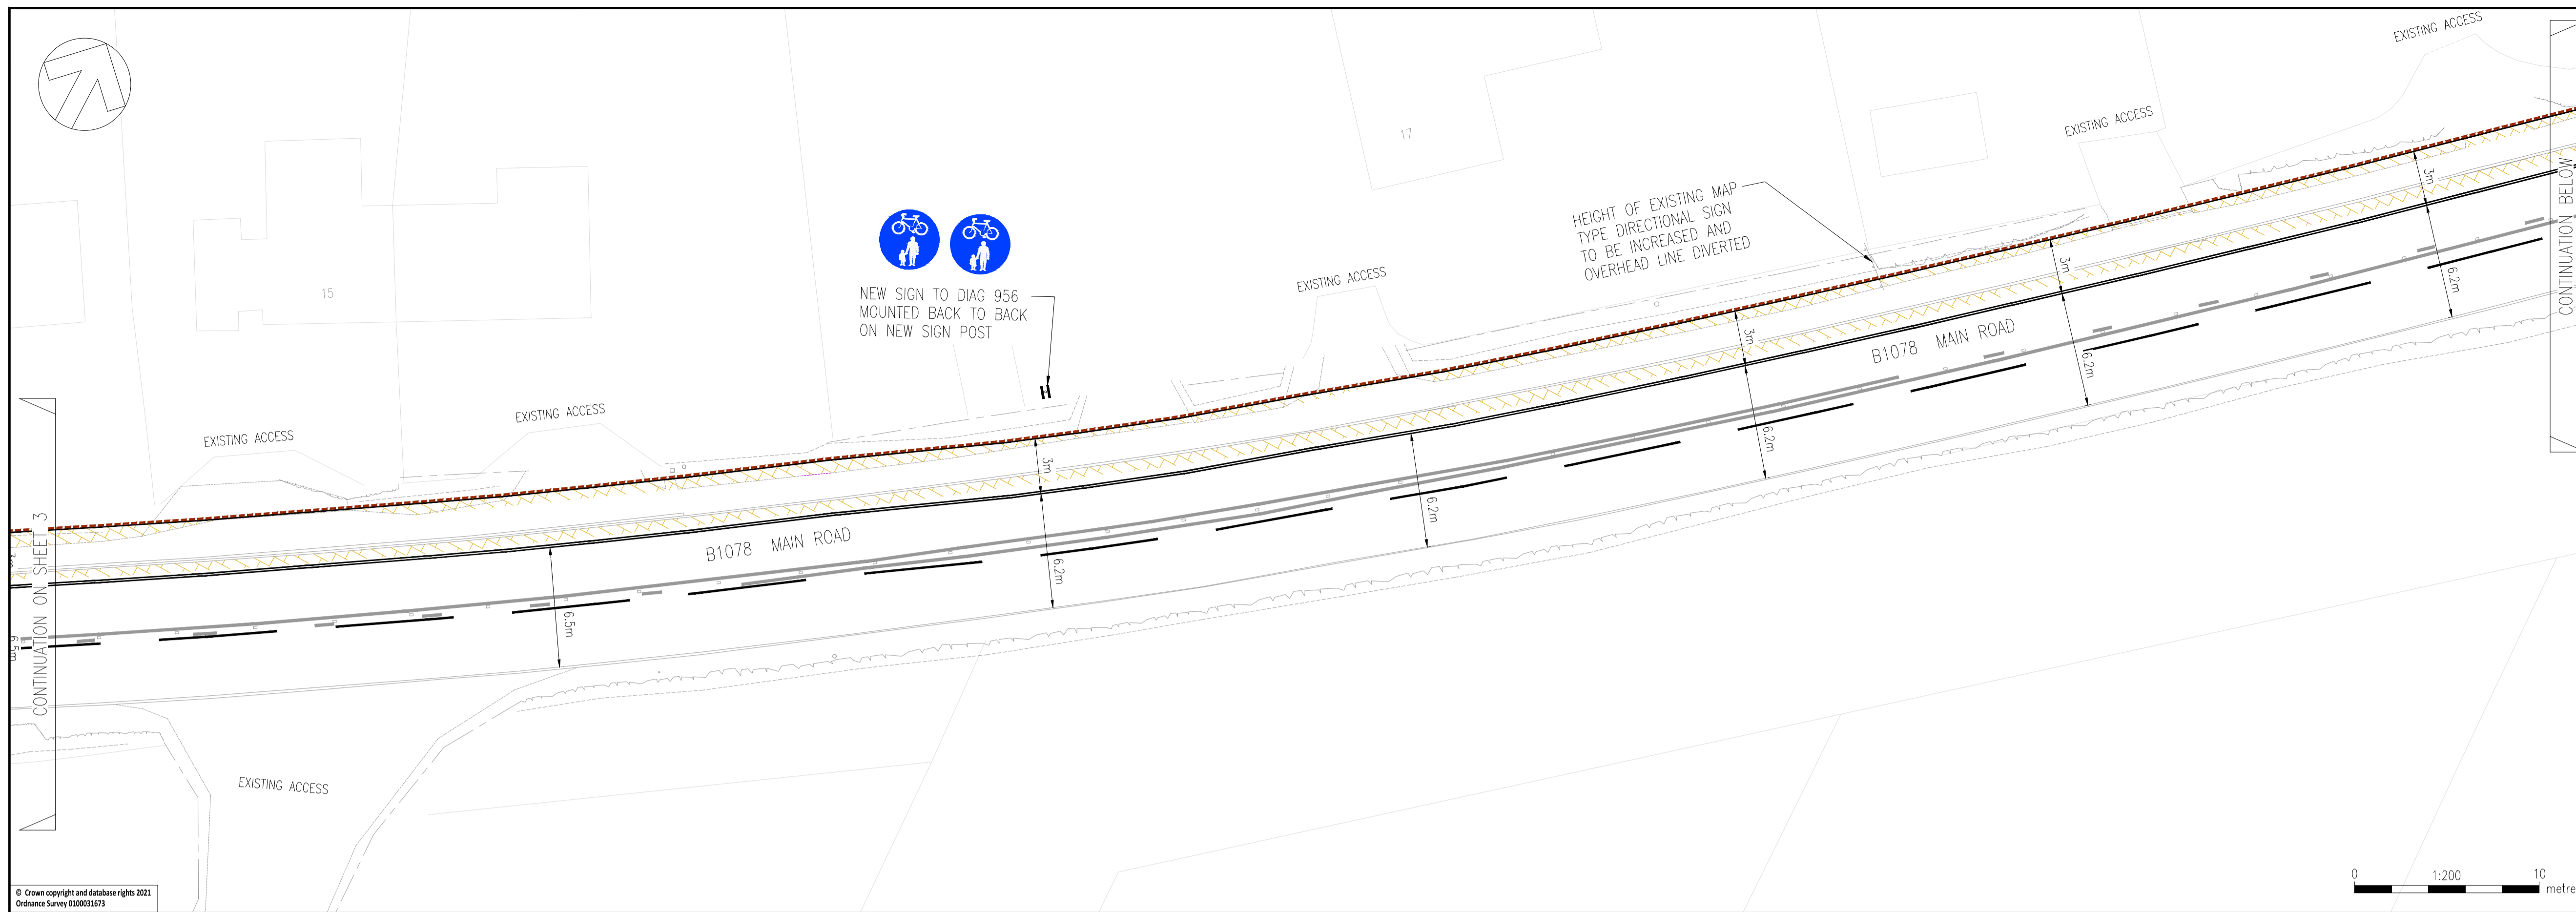 EXISTING ACCESS
EXISTING ACCESS
17
15
HEIGHT OF EXISTING MAP
TYPE DIRECTIONAL SIGN
TO BE INCREASED AND
OVERHEAD LINE DIVERTED
NEW SIGN TO DIAG 956
MOUNTED BACK TO BACK
ON NEW SIGN POST
EXISTING ACCESS
EXISTING ACCESS
EXISTING ACCESS
CONTINUATION BELOW
3m
3m
3m
3m
6.2m
6.2m
6.2m
6.2m
6.2m
6.5m
B1078 MAIN ROAD
B1078 MAIN ROAD
CONTINUATION ON SHEET 3
EXISTING ACCESS
© Crown copyright and database rights 2021
Ordnance Survey 0100031673
0 1:200 10
metre